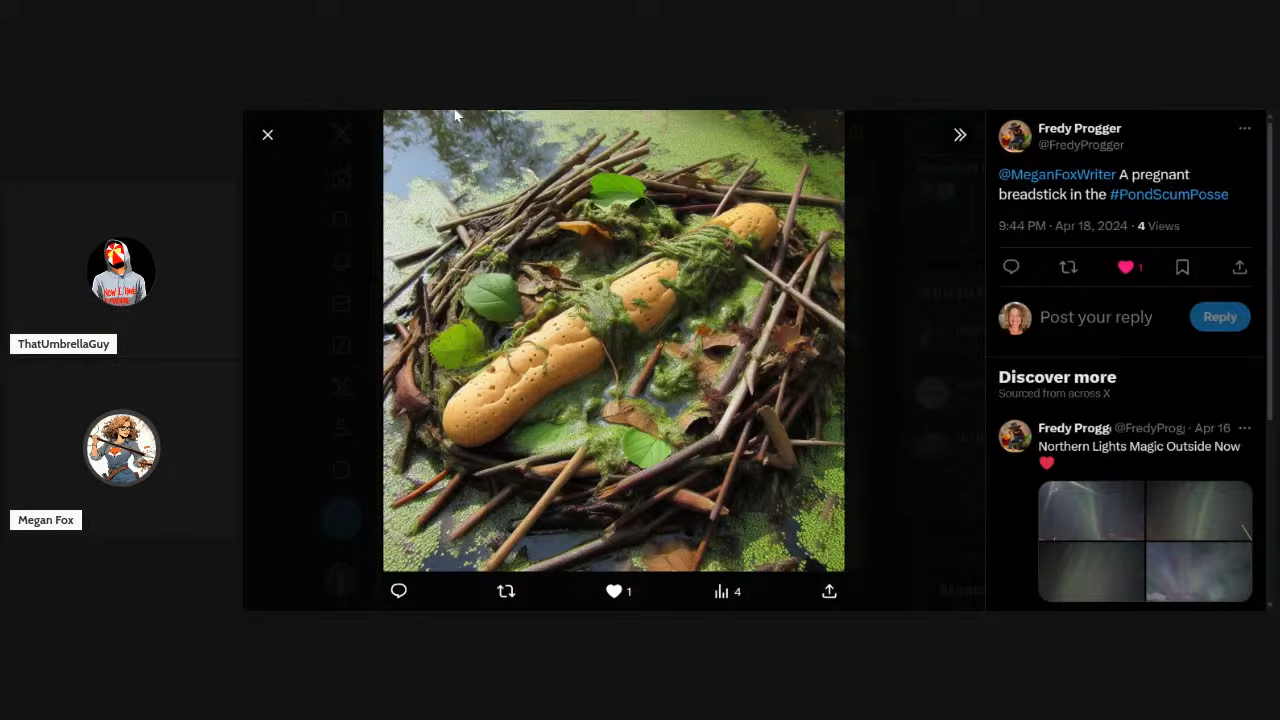 Fredy Progger
@FredyProgger
@MeganFoxWriter A pregnant
breadstick in the #PondScumPosse
9:44 PM · Apr 18, 2024 · 4 Views
1
Post your reply
Reply
Discover more
Sourced from across X
Fredy Progg @FredyProg · Apr 16
Northern Lights Magic Outside Now
ThatUmbrellaGuy
Megan Fox
1
4